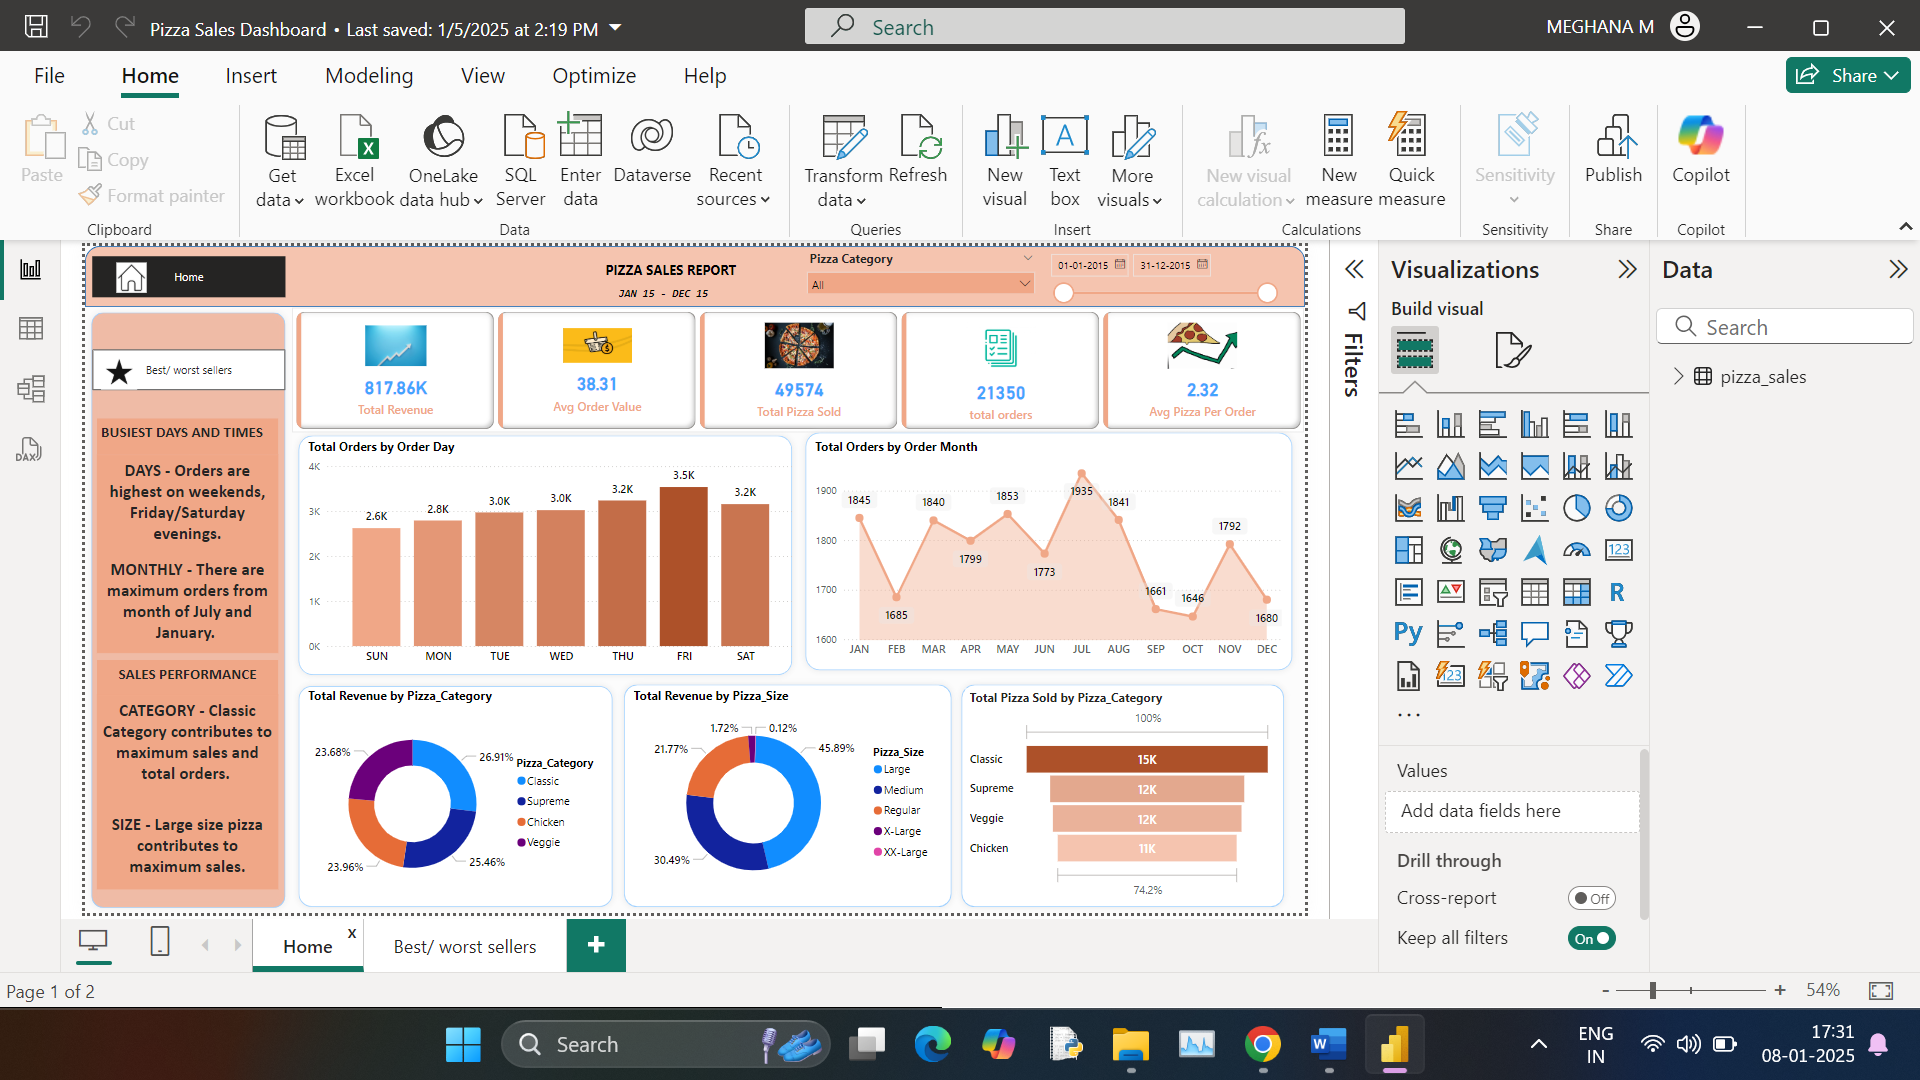 Pizza Sales Dashboard • Last saved: 1/5/2025 at 2:19 PM
Search
MEGHANA M
File
Home
Insert
Modeling
View
Optimize
Help
Share
Paste
Cut
Copy
Format painter
Clipboard
Get data
Excel workbook
OneLake data hub
SQL Server
Enter data
Dataverse
Recent sources
Data
Transform data
Refresh
Queries
New visual
Text box
More visuals
Insert
New visual calculation
New measure
Quick measure
Calculations
Sensitivity
Sensitivity
Publish
Share
Copilot
Copilot
DAX
Home
PIZZA SALES REPORT
JAN 15 - DEC 15
Pizza Category
All
01-01-2015
31-12-2015
Best/ worst sellers
817.86K
Total Revenue
38.31
Avg Order Value
49574
Total Pizza Sold
21350
total orders
2.32
Avg Pizza Per Order
BUSIEST DAYS AND TIMES
DAYS - Orders are
highest on weekends,
Friday/Saturday
evenings.
MONTHLY - There are
maximum orders from
month of July and
January.
SALES PERFORMANCE
CATEGORY - Classic
Category contributes to
maximum sales and
total orders.
SIZE - Large size pizza
contributes to
maximum sales.
Total Orders by Order Day
4K
3K
2K
1K
0K
2.6K
2.8K
3.0K
3.0K
3.2K
3.5K
3.2K
SUN MON TUE WED THU FRI SAT
Total Orders by Order Month
1900
1800
1700
1600
1845
1685
1840
1799
1853
1773
1935
1841
1661
1646
1792
1680
JAN FEB MAR APR MAY JUN JUL AUG SEP OCT NOV DEC
Total Revenue by Pizza_Category
23.68%
26.91%
23.96%
25.46%
Pizza_Category
Classic
Supreme
Chicken
Veggie
Total Revenue by Pizza_Size
1.72%
0.12%
21.77%
45.89%
30.49%
Pizza_Size
Large
Medium
Regular
X-Large
XX-Large
Total Pizza Sold by Pizza_Category
100%
Classic 15K
Supreme 12K
Veggie 12K
Chicken 11K
74.2%
Filters
Visualizations
Build visual
123
R
Py
123
...
Values
Add data fields here
Drill through
Cross-report
Off
Keep all filters
On
Data
Search
pizza_sales
Home
x
Best/ worst sellers
+
Page 1 of 2
- + 54%
Search
ENG
IN
17:31
08-01-2025